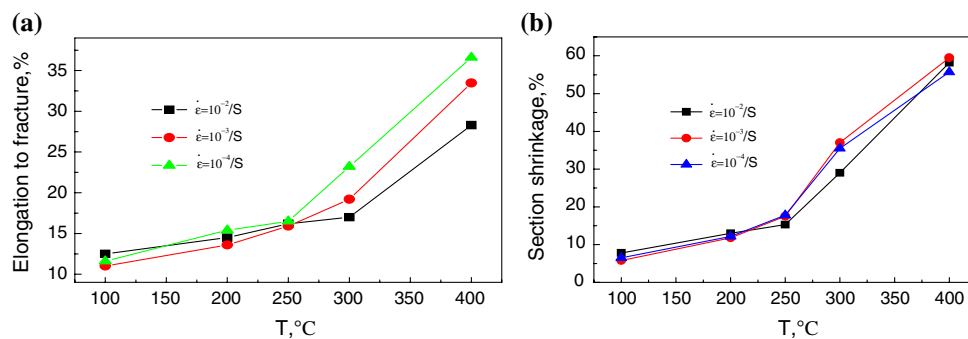 (a)
Elongation to fracture,%
35
30
25
20
15
10
ε̇=10⁻²/S
ε̇=10⁻³/S
ε̇=10⁻⁴/S
100 150 200 250 300 350 400
T,°C
(b)
Section shrinkage,%
60
50
40
30
20
10
0
ε̇=10⁻²/S
ε̇=10⁻³/S
ε̇=10⁻⁴/S
100 150 200 250 300 350 400
T,°C